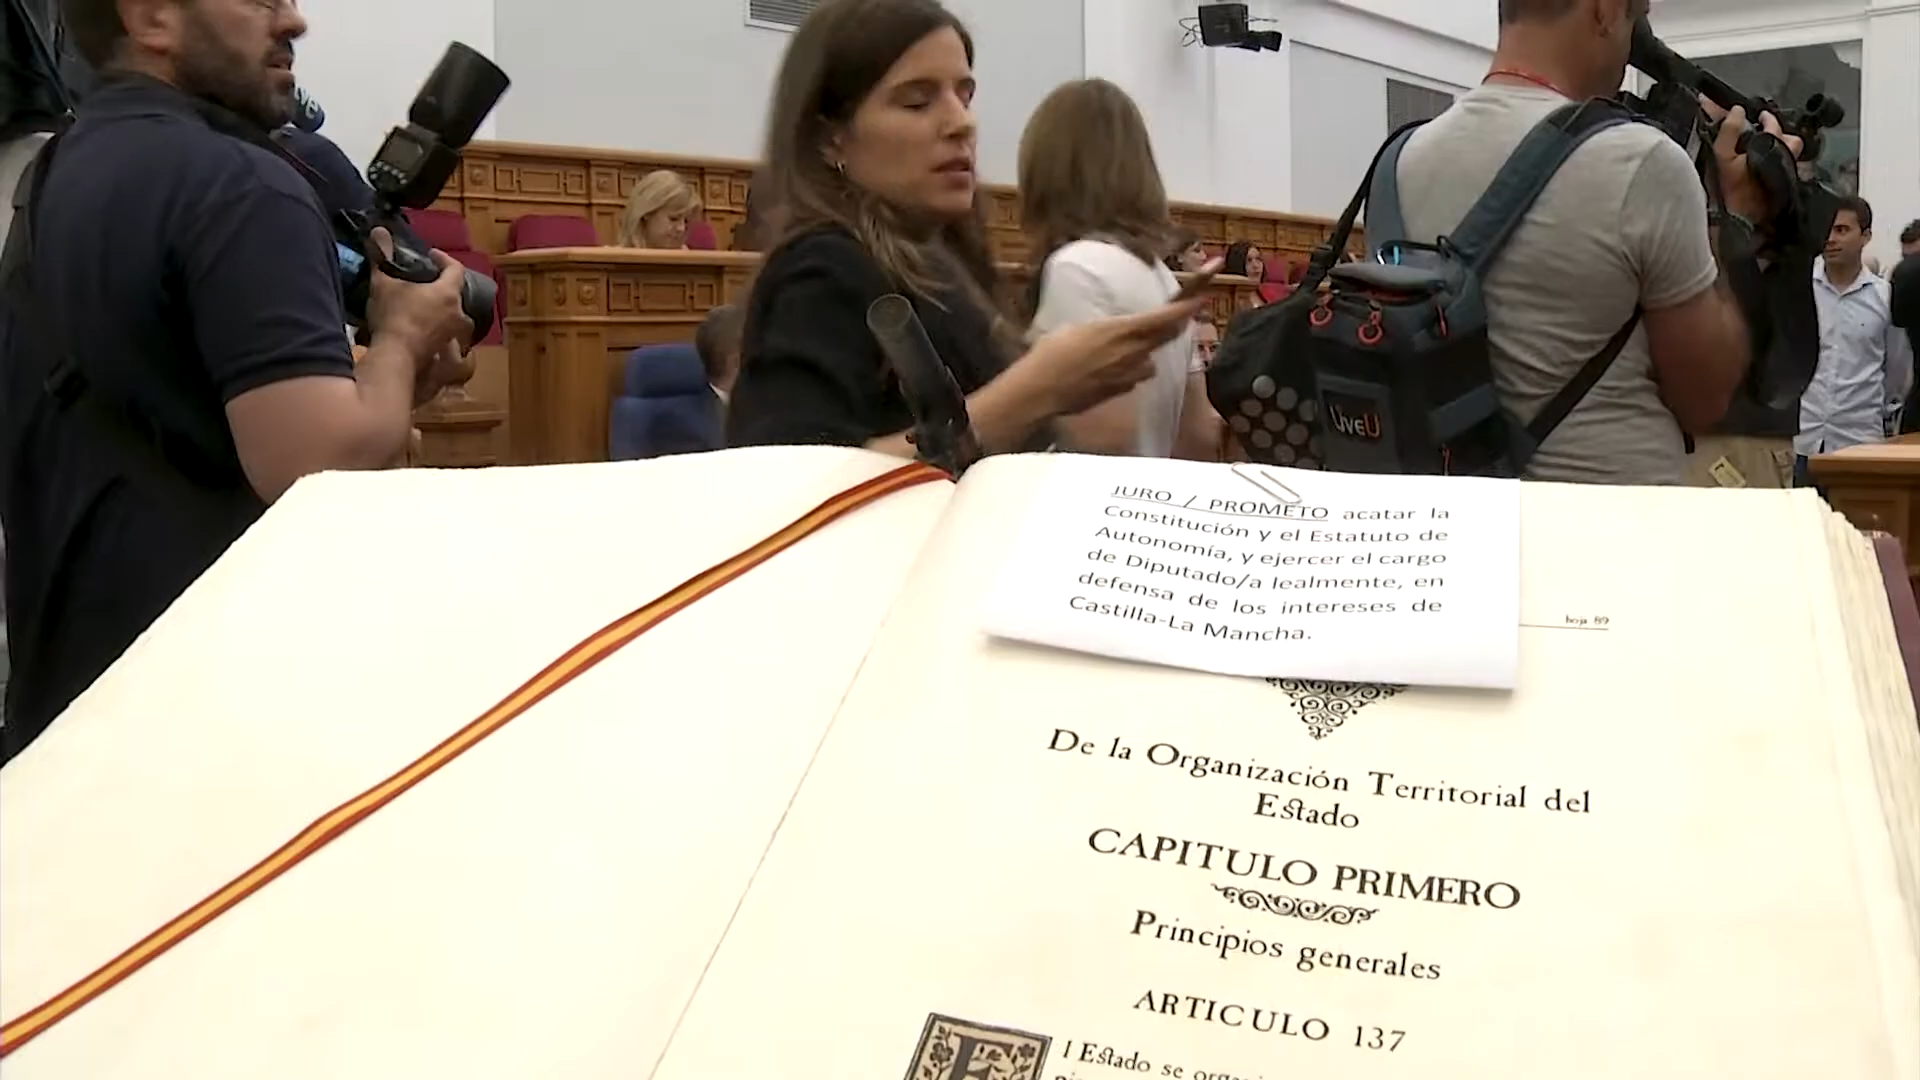 LiveU
JURO / PROMETO acatar la
Constitución y el Estatuto de
Autonomía, y ejercer el cargo
de Diputado/a lealmente, en
defensa de los intereses de
Castilla-La Mancha.
hoja 89
De la Organización Territorial del
Estado
CAPITULO PRIMERO
Principios generales
ARTICULO 137
El Estado se